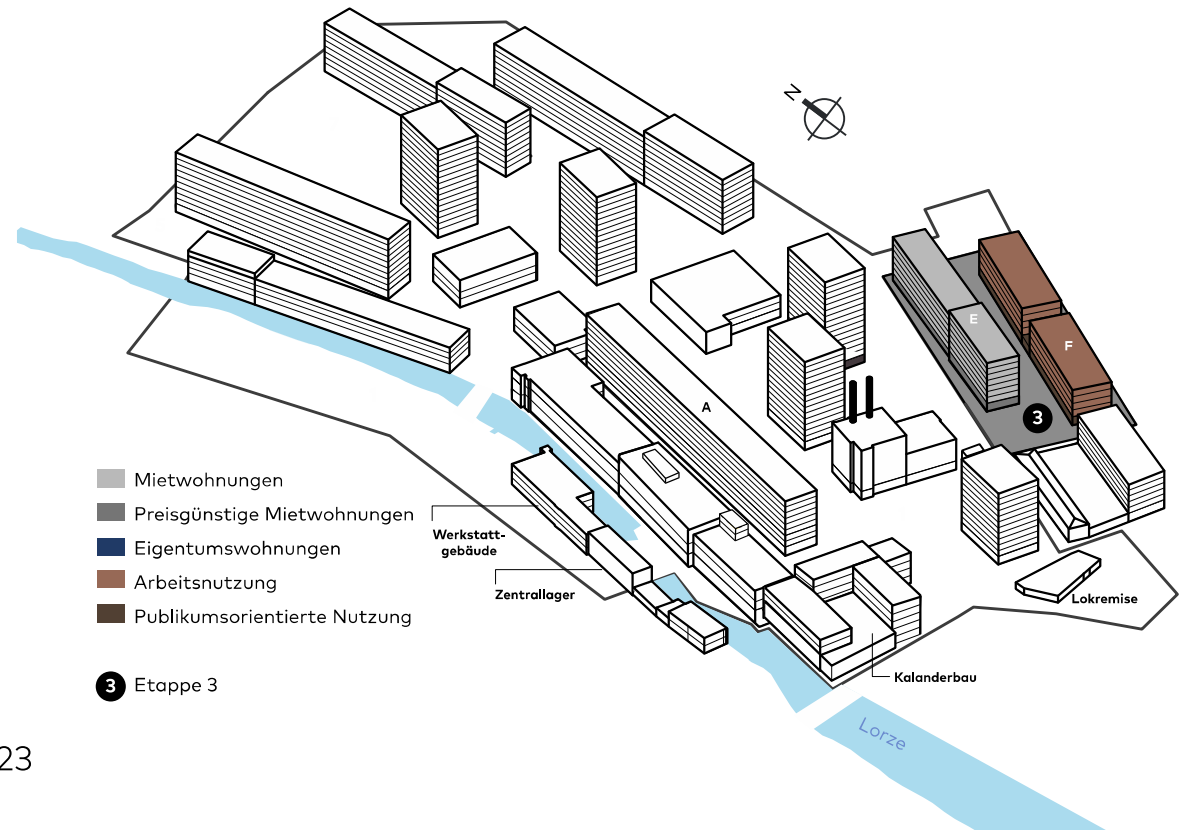 N
E
F
3
A
Mietwohnungen
Preisgünstige Mietwohnungen
Eigentumswohnungen
Arbeitsnutzung
Publikumsorientierte Nutzung
3 Etappe 3
Werkstatt-
gebäude
Zentrallager
Lokremise
Kalanderbau
Lorze
23